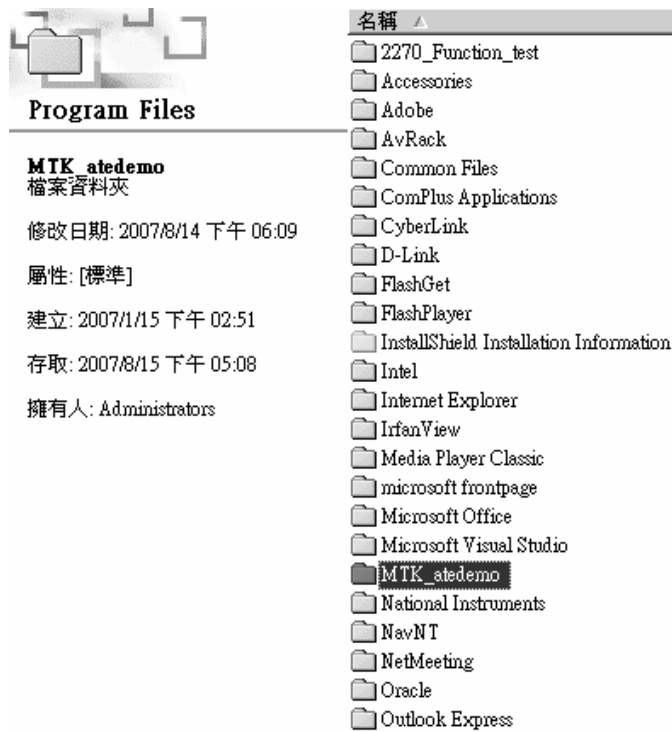 Program Files
MTK_atedemo
檔案資料夾
修改日期: 2007/8/14 下午 06:09
屬性: [標準]
建立: 2007/1/15 下午 02:51
存取: 2007/8/15 下午 05:08
擁有人: Administrators
名稱
2270_Function_test
Accessories
Adobe
AvRack
Common Files
ComPlus Applications
CyberLink
D-Link
FlashGet
FlashPlayer
InstallShield Installation Information
Intel
Internet Explorer
IrfanView
Media Player Classic
microsoft frontpage
Microsoft Office
Microsoft Visual Studio
MTK_atedemo
National Instruments
NavNT
NetMeeting
Oracle
Outlook Express